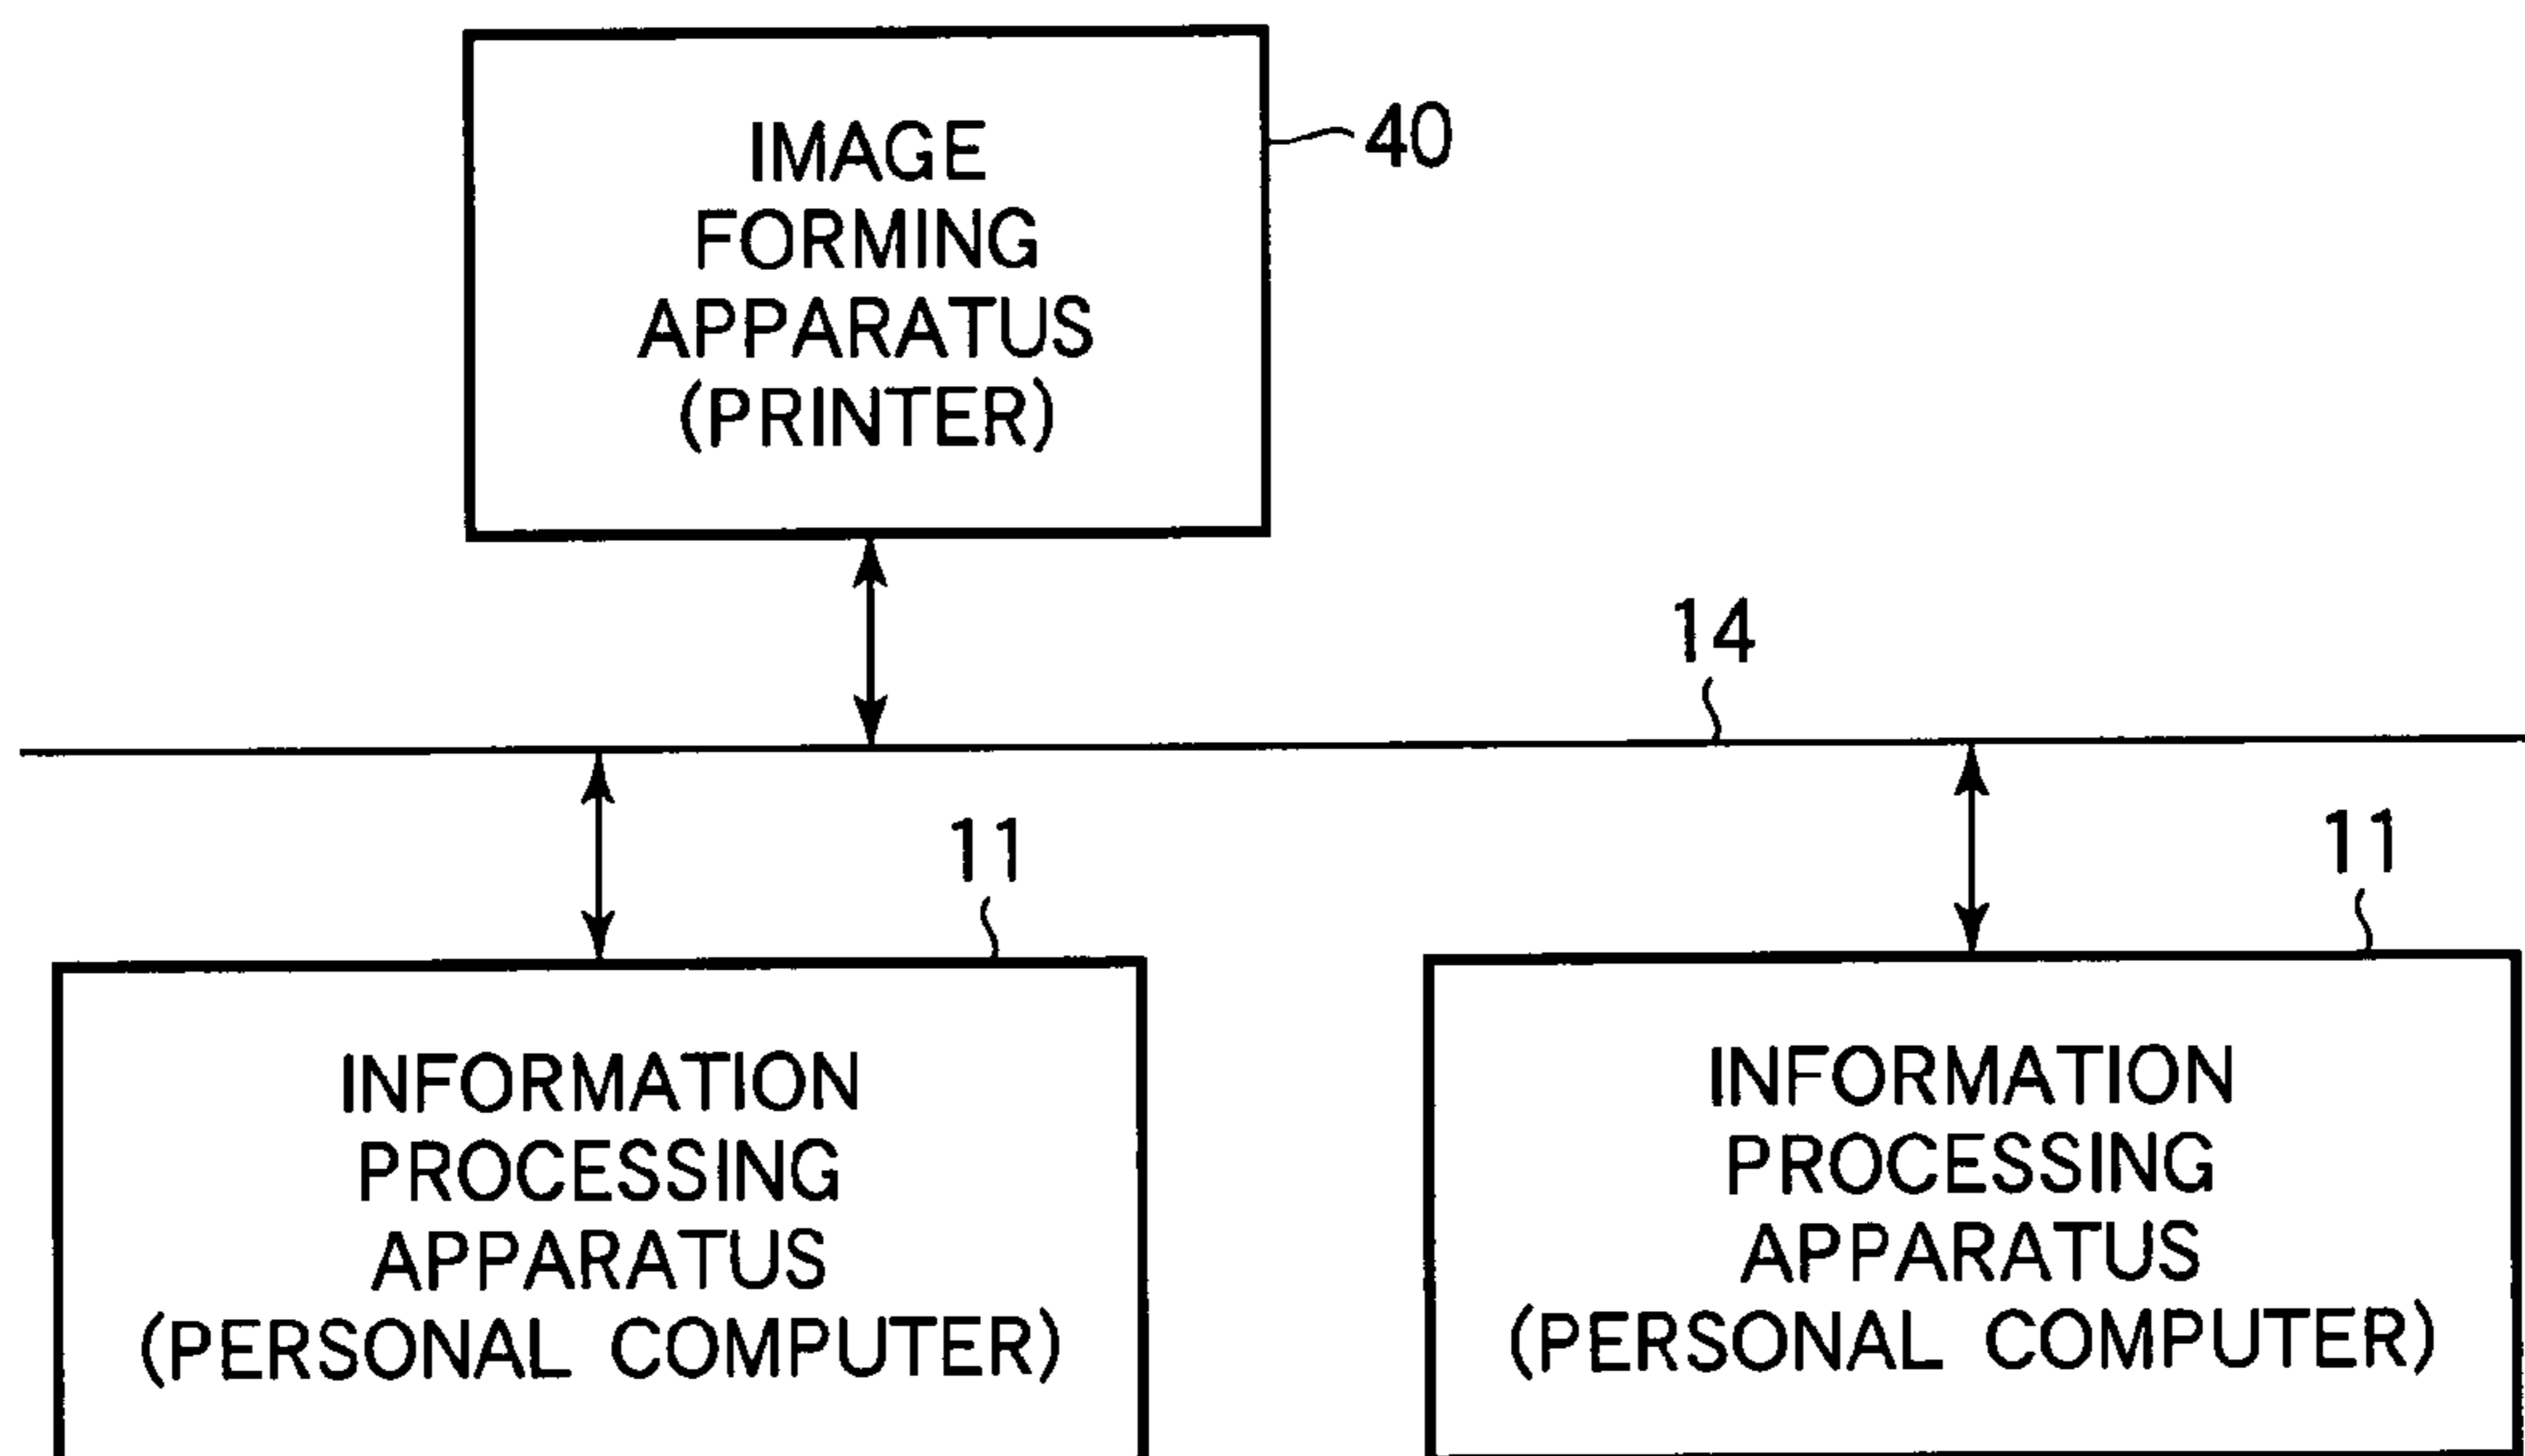 IMAGE
FORMING
APPARATUS
(PRINTER)
40
14
11
11
INFORMATION
PROCESSING
APPARATUS
(PERSONAL COMPUTER)
INFORMATION
PROCESSING
APPARATUS
(PERSONAL COMPUTER)